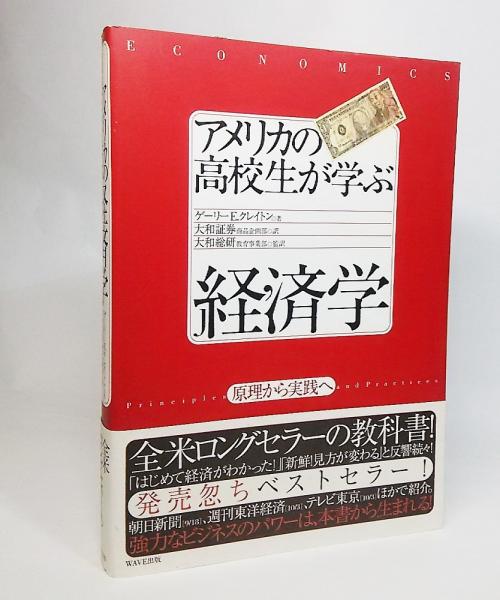 ECONOMICS
アメリカの
高校生が学ぶ
ゲーリーE.クレイトン◎著
大和証券商品企画部◎訳
大和総研教育事業部◎監訳
経済学
Principles 原理から実践へ and Practices
全米ロングセラーの教科書!
「はじめて経済がわかった!」「新鮮!見方が変わる」と反響続々!
発売忽ちベストセラー!
朝日新聞[9/18]、週刊東洋経済[10/3]、テレビ東京[10/3]ほかで紹介。
強力なビジネスのパワーは、本書から生まれる!
WAVE出版